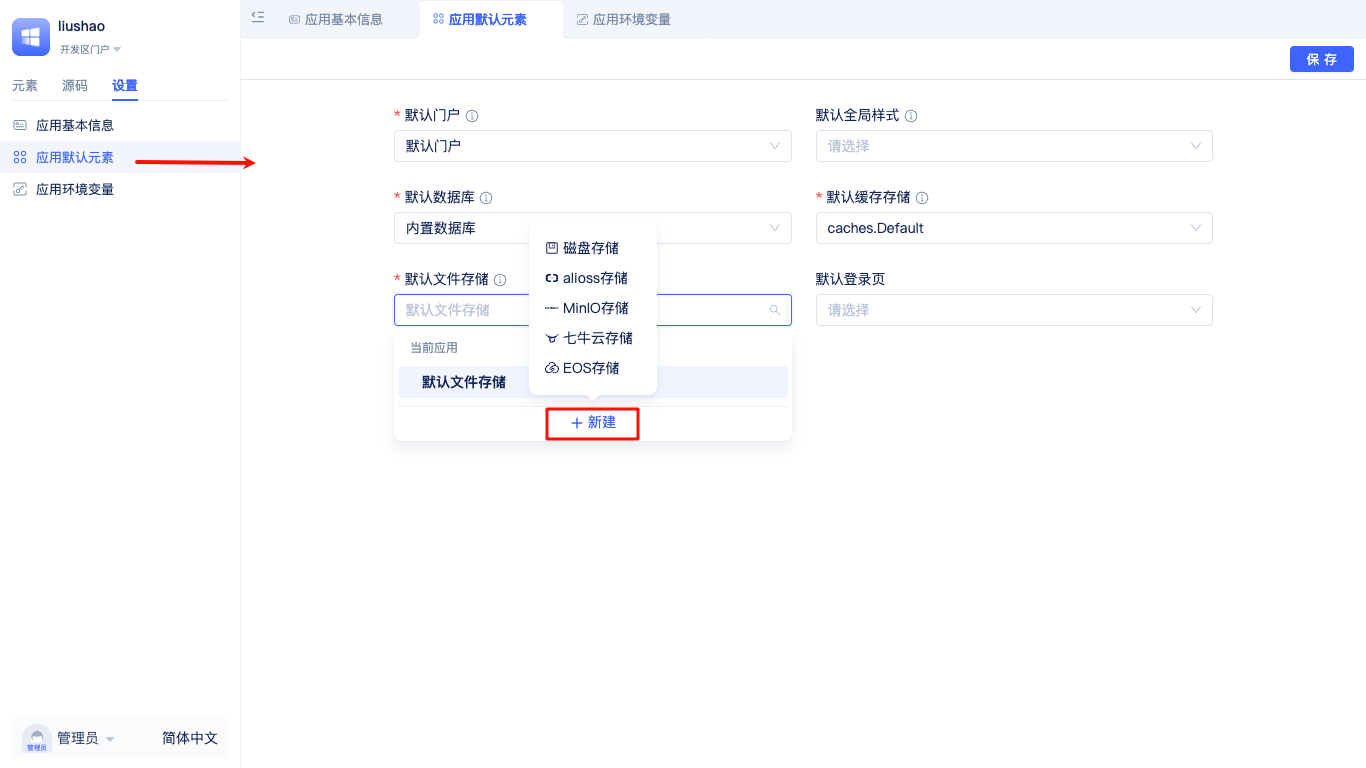 liushao
开发区门户
元素 源码 设置
应用基本信息
应用默认元素
应用环境变量
管理员
管理员 简体中文
应用基本信息 应用默认元素 应用环境变量
保 存
* 默认门户
默认门户
默认全局样式
请选择
* 默认数据库
内置数据库
* 默认缓存存储
caches.Default
* 默认文件存储
默认文件存储
默认登录页
请选择
当前应用
默认文件存储
磁盘存储
alioss存储
MinIO存储
七牛云存储
EOS存储
+ 新建